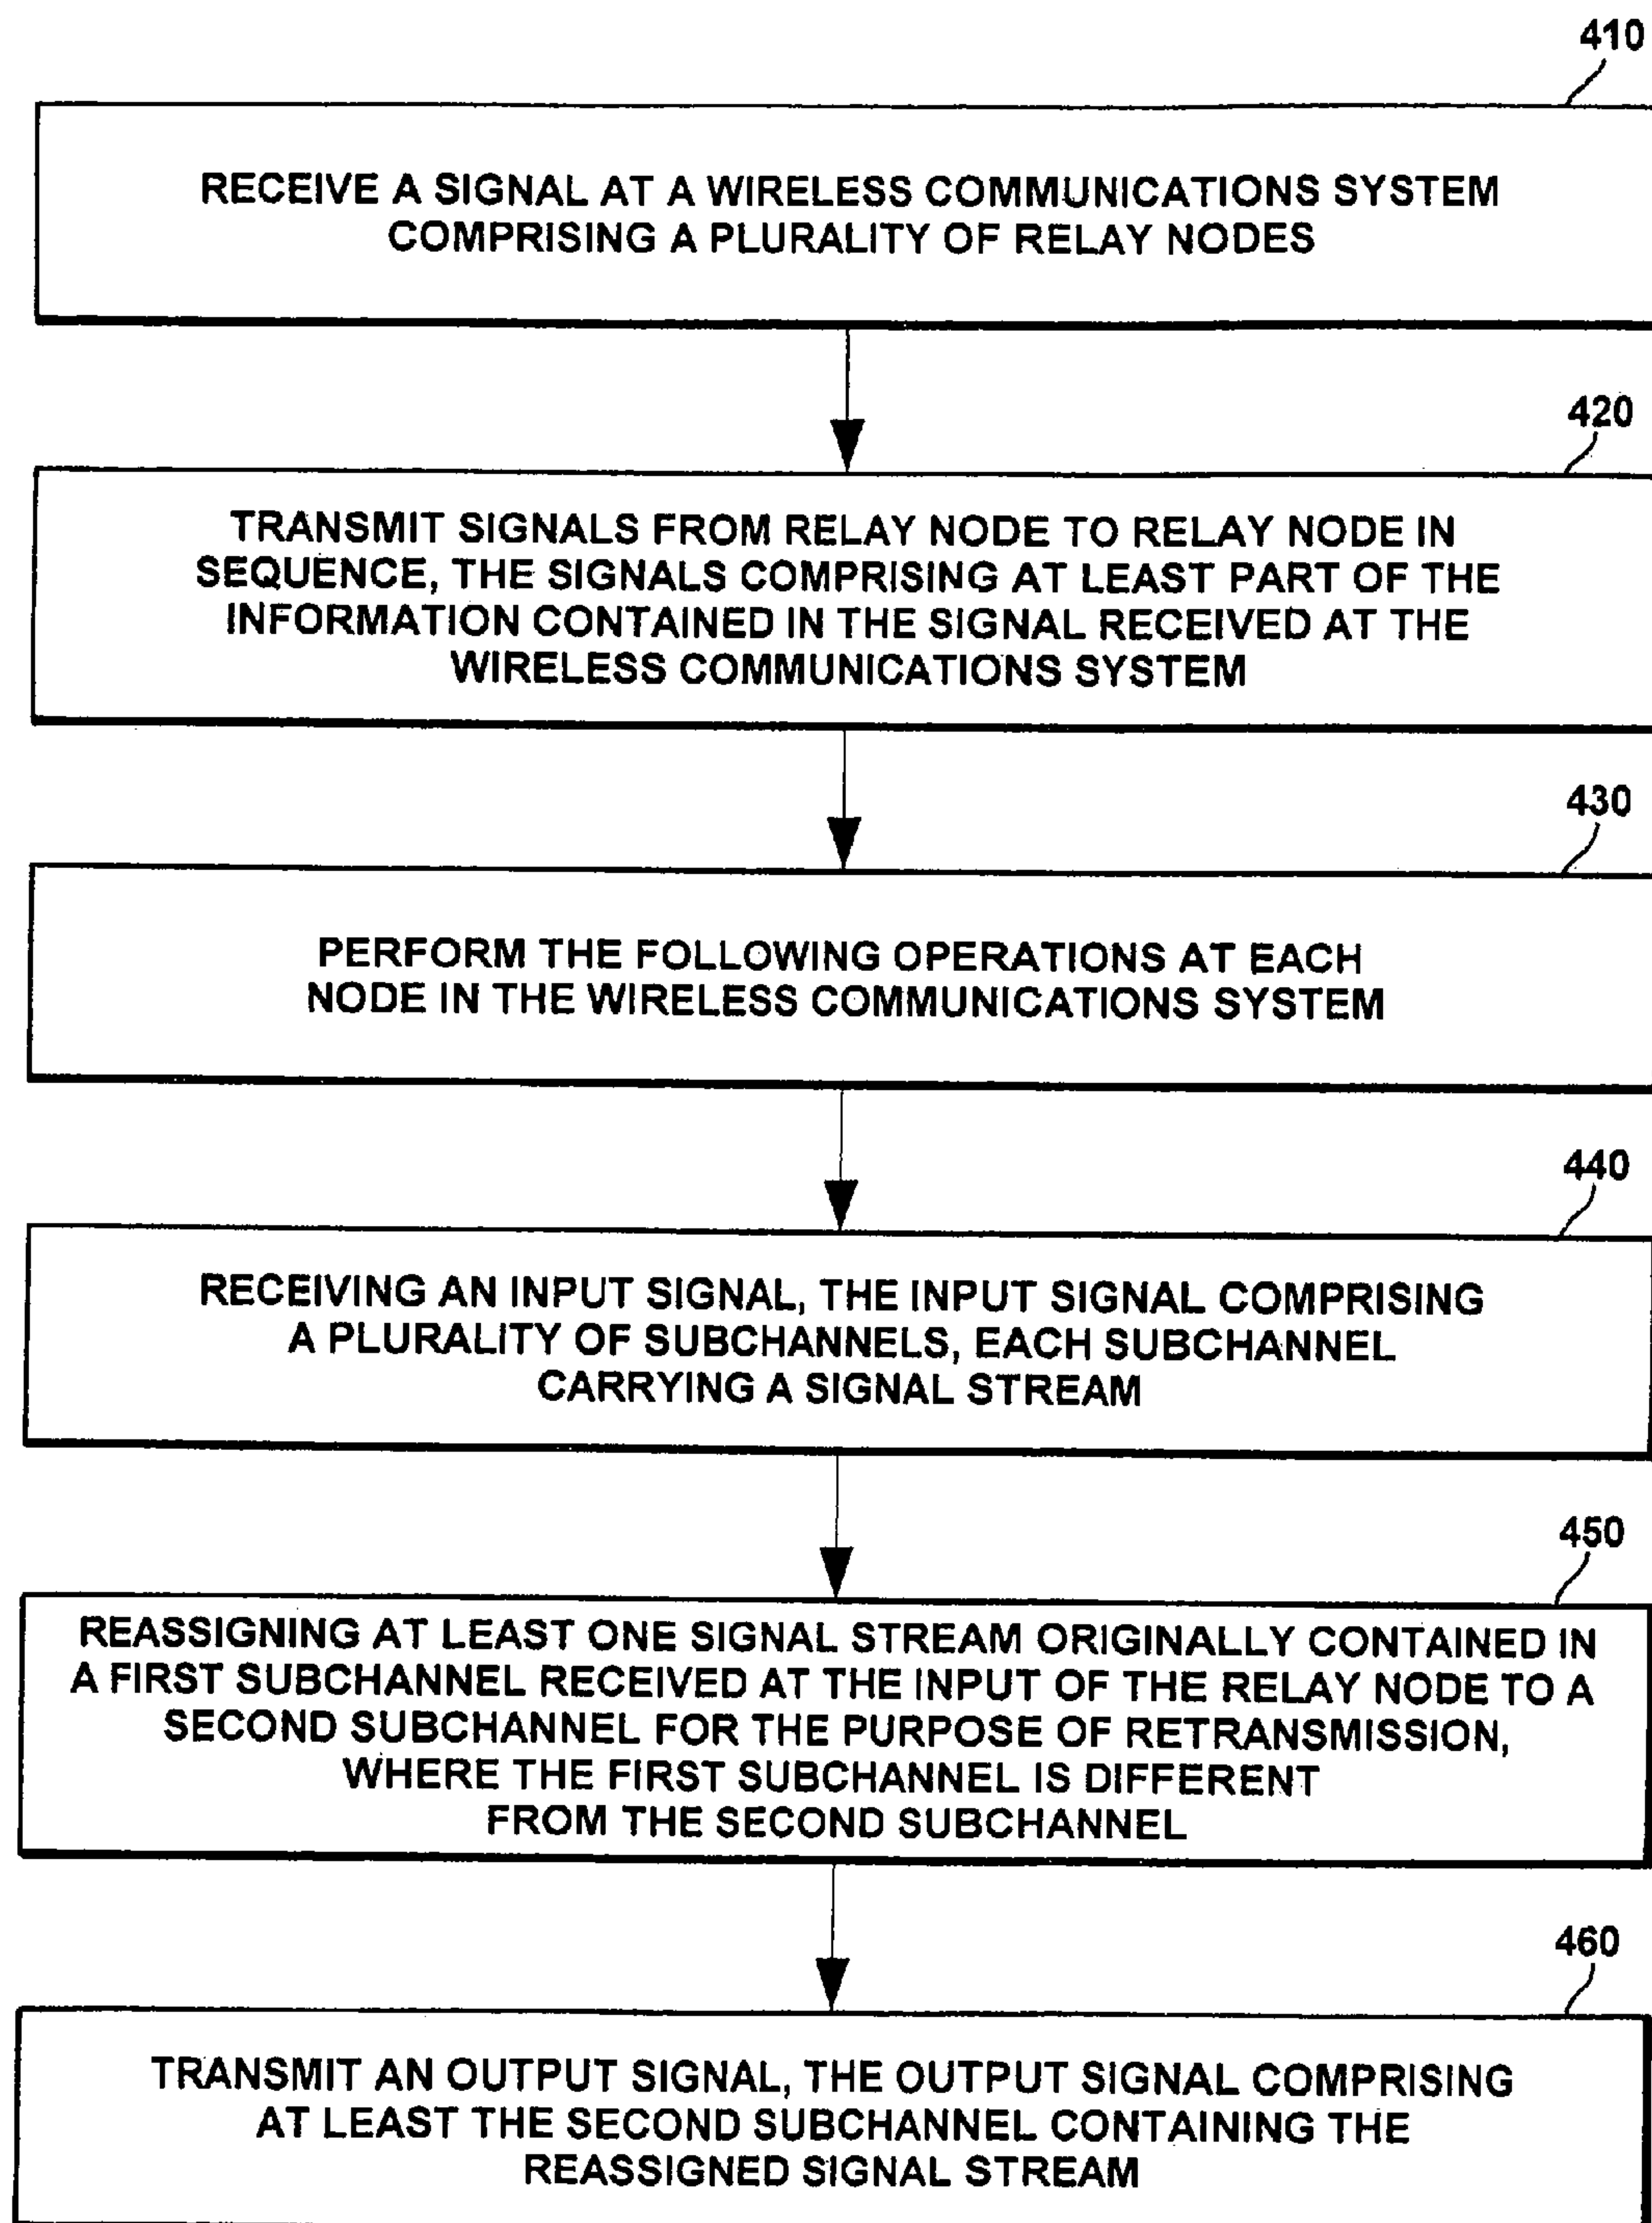 410
RECEIVE A SIGNAL AT A WIRELESS COMMUNICATIONS SYSTEM
COMPRISING A PLURALITY OF RELAY NODES
420
TRANSMIT SIGNALS FROM RELAY NODE TO RELAY NODE IN
SEQUENCE, THE SIGNALS COMPRISING AT LEAST PART OF THE
INFORMATION CONTAINED IN THE SIGNAL RECEIVED AT THE
WIRELESS COMMUNICATIONS SYSTEM
430
PERFORM THE FOLLOWING OPERATIONS AT EACH
NODE IN THE WIRELESS COMMUNICATIONS SYSTEM
440
RECEIVING AN INPUT SIGNAL, THE INPUT SIGNAL COMPRISING
A PLURALITY OF SUBCHANNELS, EACH SUBCHANNEL
CARRYING A SIGNAL STREAM
450
REASSIGNING AT LEAST ONE SIGNAL STREAM ORIGINALLY CONTAINED IN
A FIRST SUBCHANNEL RECEIVED AT THE INPUT OF THE RELAY NODE TO A
SECOND SUBCHANNEL FOR THE PURPOSE OF RETRANSMISSION,
WHERE THE FIRST SUBCHANNEL IS DIFFERENT
FROM THE SECOND SUBCHANNEL
460
TRANSMIT AN OUTPUT SIGNAL, THE OUTPUT SIGNAL COMPRISING
AT LEAST THE SECOND SUBCHANNEL CONTAINING THE
REASSIGNED SIGNAL STREAM